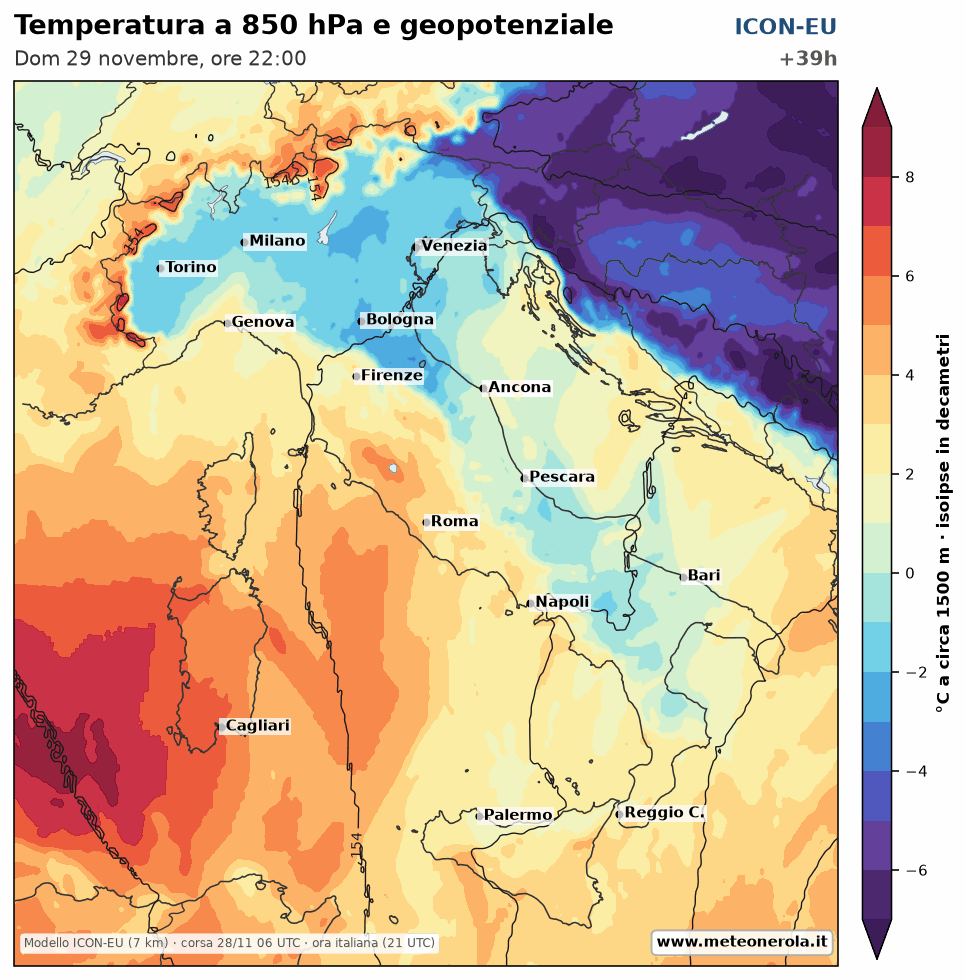 Temperatura a 850 hPa e geopotenziale
ICON-EU
Dom 29 novembre, ore 22:00
+39h
154
154
154
Milano
Venezia
Torino
Genova
Bologna
Firenze
Ancona
Pescara
Roma
Bari
Napoli
Cagliari
Palermo
Reggio C.
154
8
6
4
2
0
−2
−4
−6
°C a circa 1500 m · isoipse in decametri
Modello ICON-EU (7 km) · corsa 28/11 06 UTC · ora italiana (21 UTC)
www.meteonerola.it